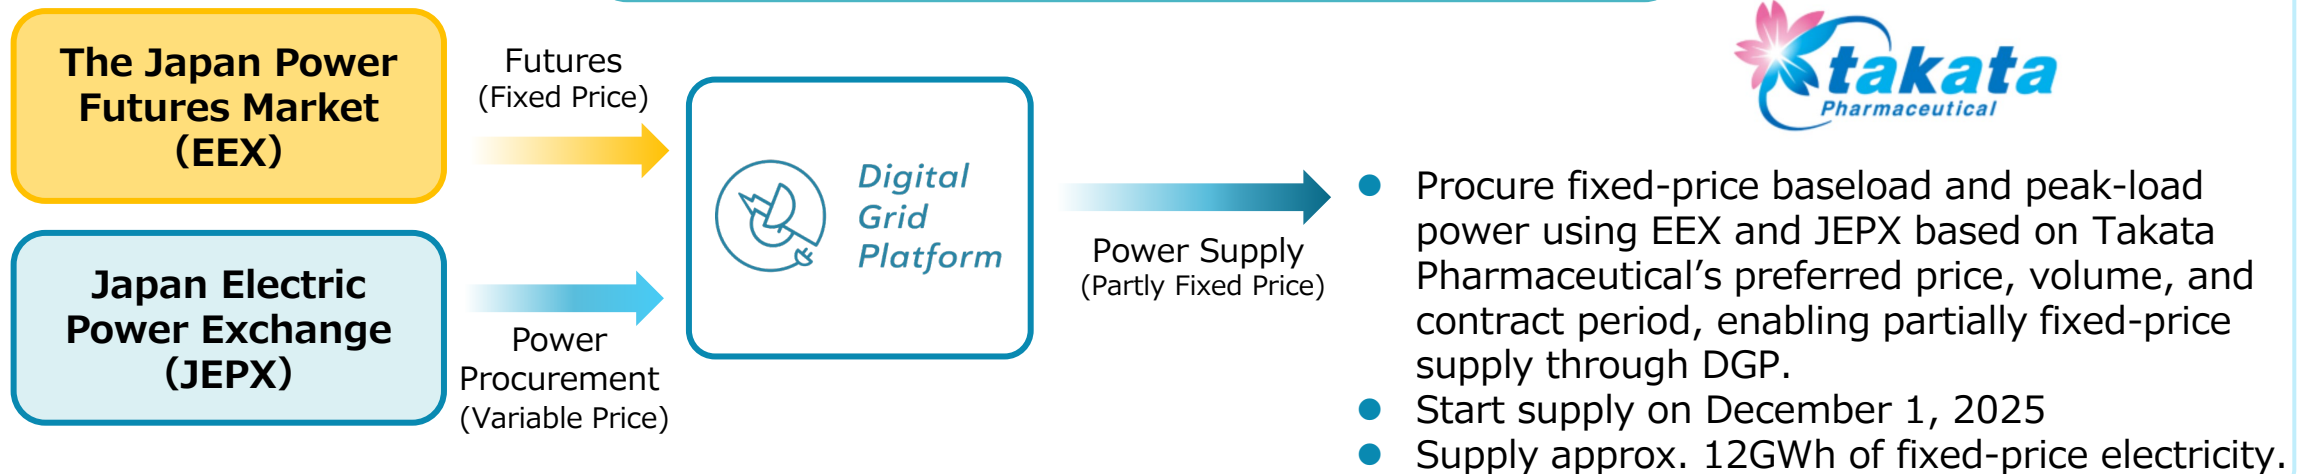 The Japan Power
Futures Market
（EEX）
Futures
(Fixed Price)
Japan Electric
Power Exchange
（JEPX）
Power
Procurement
(Variable Price)
Digital
Grid
Platform
Power Supply
(Partly Fixed Price)
takata
Pharmaceutical
● Procure fixed-price baseload and peak-load
power using EEX and JEPX based on Takata
Pharmaceutical’s preferred price, volume, and
contract period, enabling partially fixed-price
supply through DGP.
● Start supply on December 1, 2025
● Supply approx. 12GWh of fixed-price electricity.